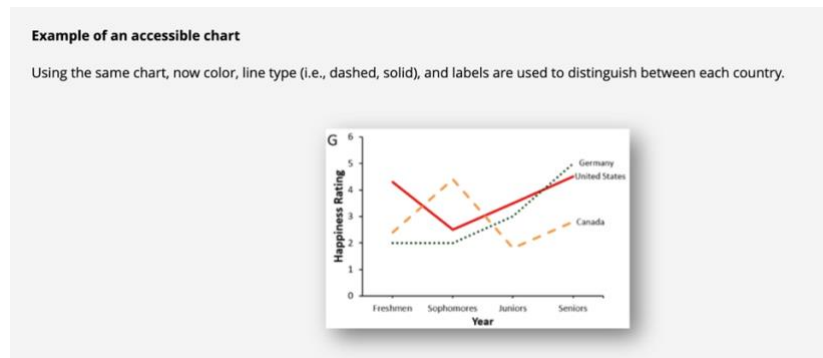 Example of an accessible chart
Using the same chart, now color, line type (i.e., dashed, solid), and labels are used to distinguish between each country.
G
6
5
4
3
2
1
0
Happiness Rating
Germany
United States
Canada
Freshmen Sophomores Juniors Seniors
Year